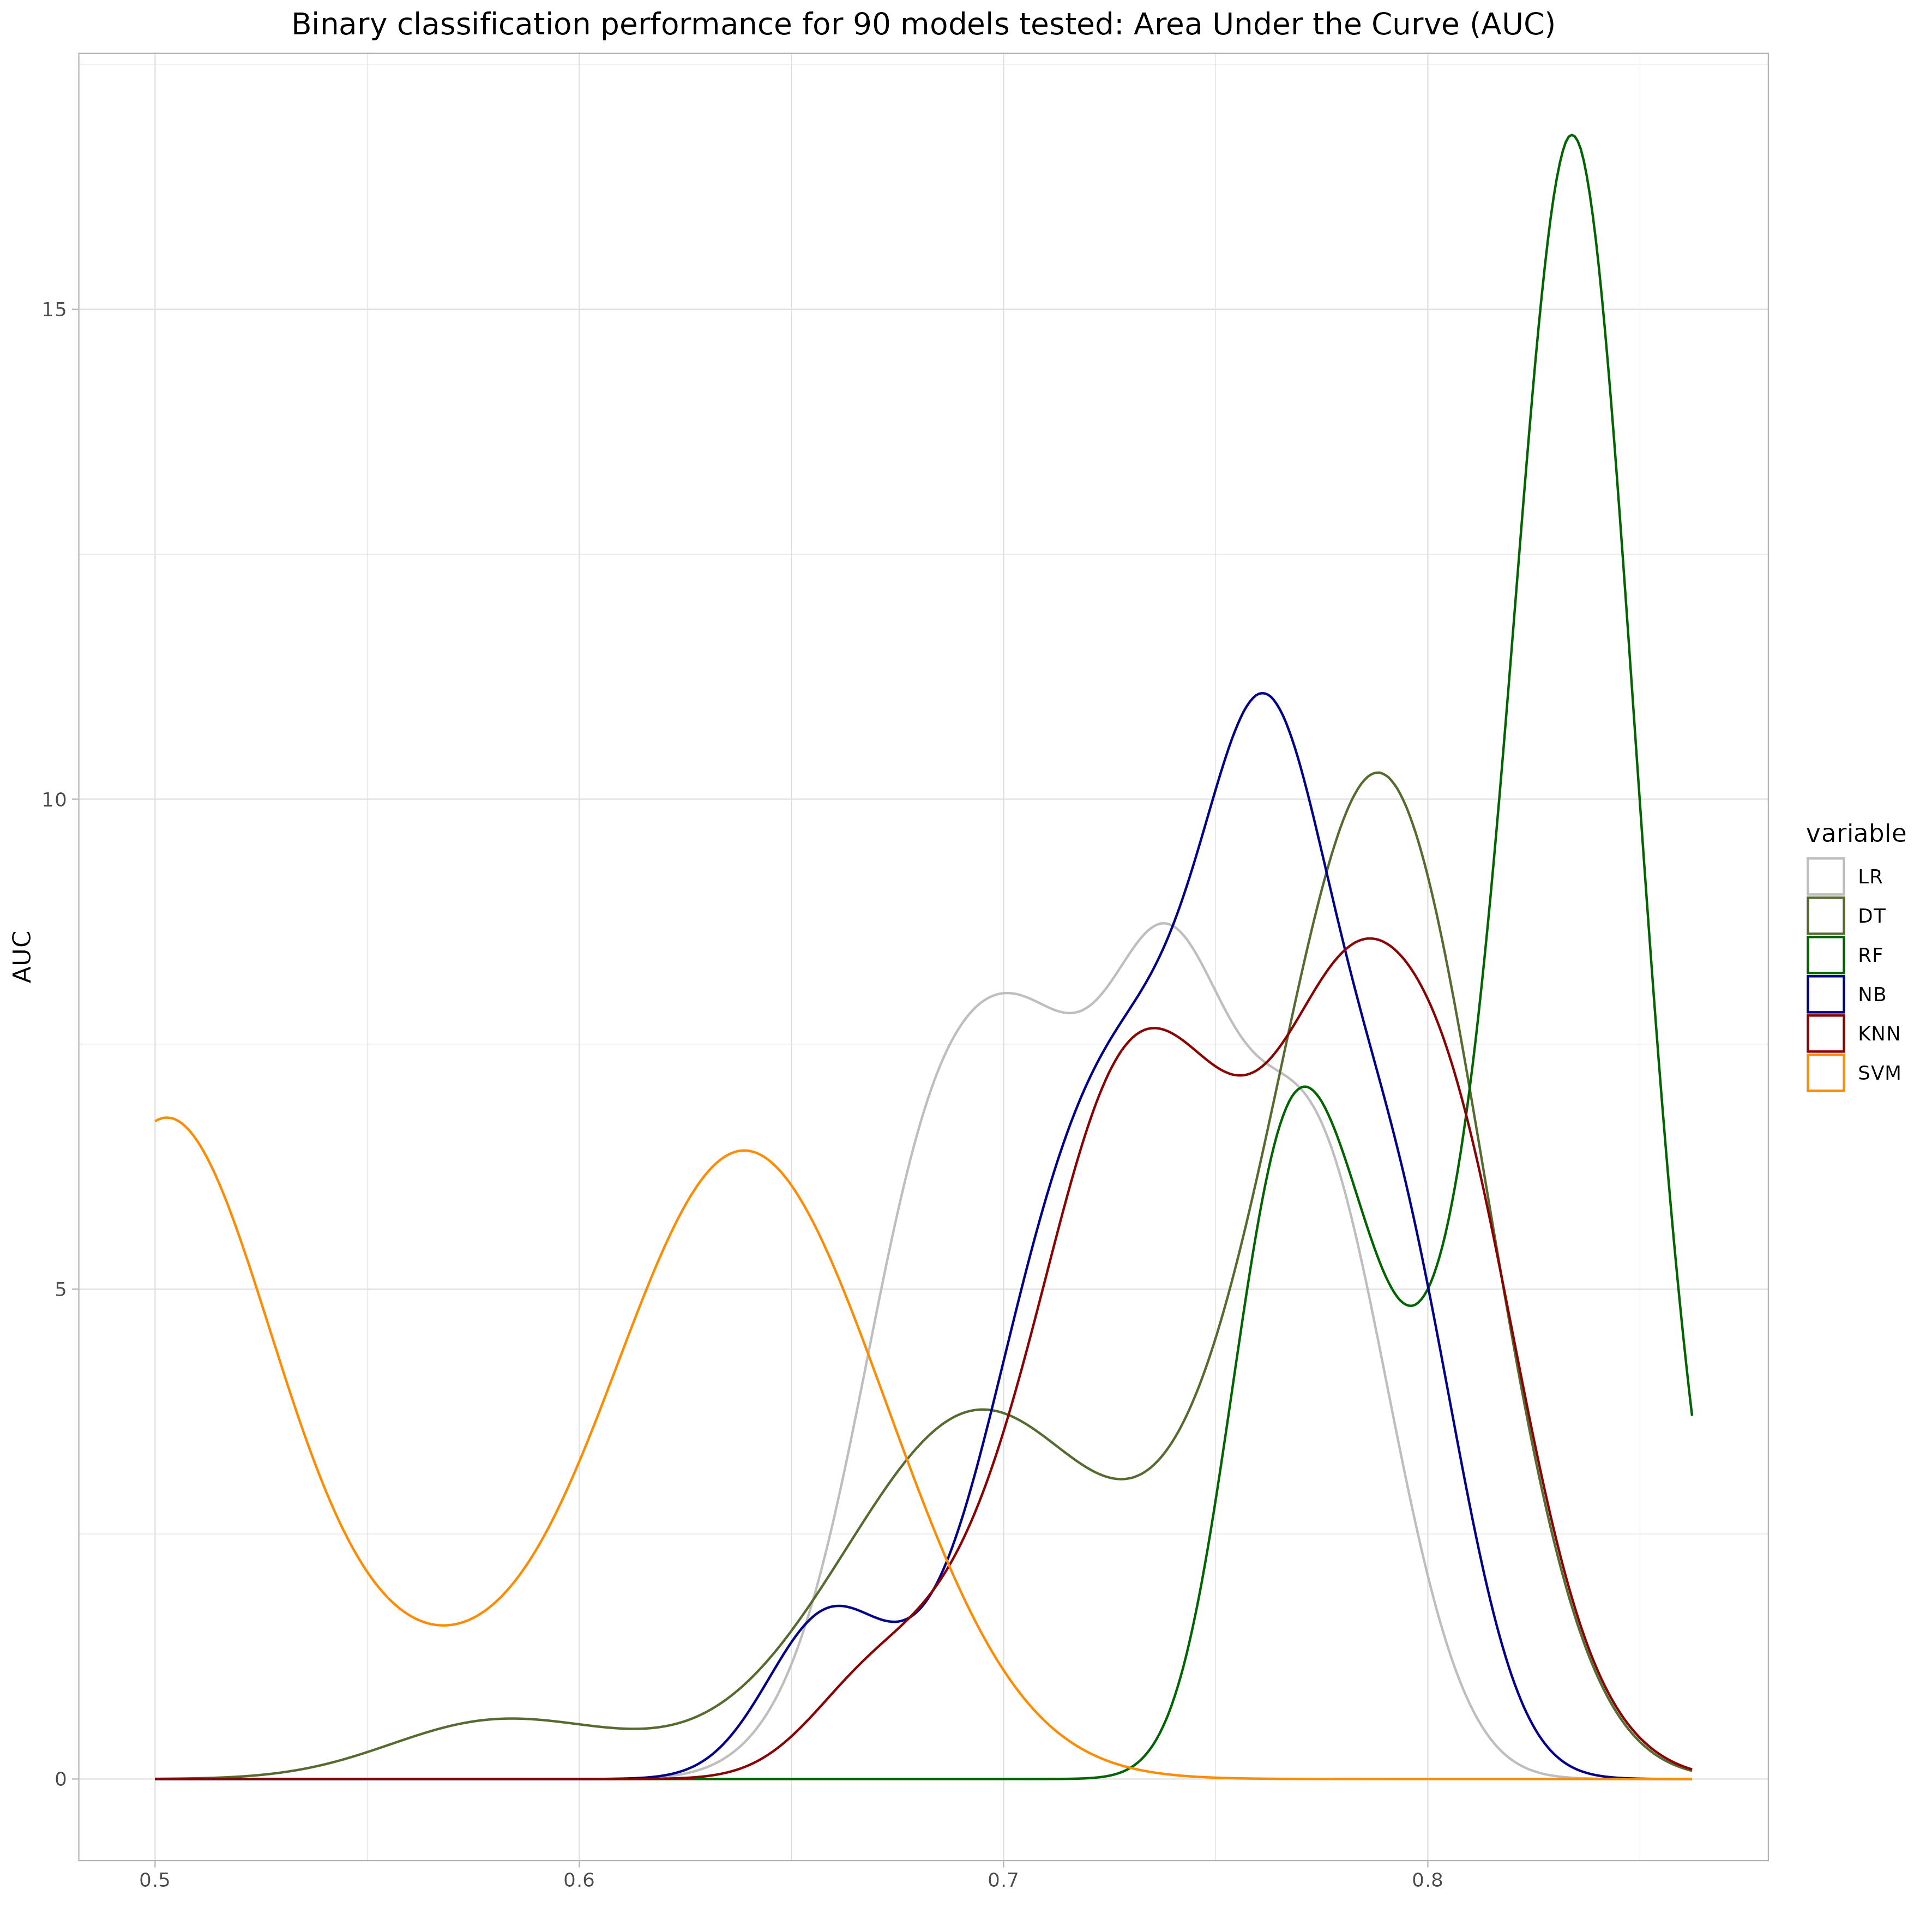 Binary classification performance for 90 models tested: Area Under the Curve (AUC)
15
10
5
0
AUC
0.5
0.6
0.7
0.8
variable
LR
DT
RF
NB
KNN
SVM